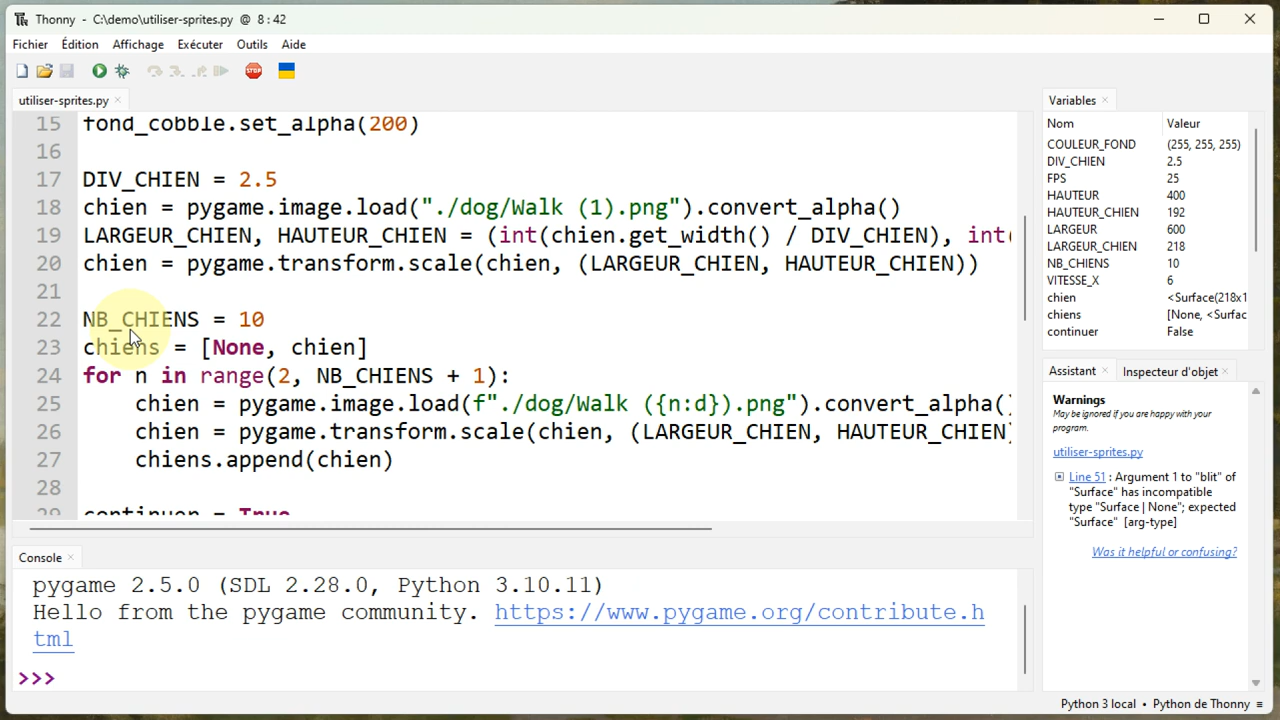 Thonny - C:\demo\utiliser-sprites.py @ 8 : 42
Fichier Édition Affichage Exécuter Outils Aide
STOP
utiliser-sprites.py ×
15 fond_cobble.set_alpha(200)
16
17 DIV_CHIEN = 2.5
18 chien = pygame.image.load("./dog/Walk (1).png").convert_alpha()
19 LARGEUR_CHIEN, HAUTEUR_CHIEN = (int(chien.get_width() / DIV_CHIEN), int(
20 chien = pygame.transform.scale(chien, (LARGEUR_CHIEN, HAUTEUR_CHIEN))
21
22 NB_CHIENS = 10
23 chiens = [None, chien]
24 for n in range(2, NB_CHIENS + 1):
25 chien = pygame.image.load(f"./dog/Walk ({n:d}).png").convert_alpha()
26 chien = pygame.transform.scale(chien, (LARGEUR_CHIEN, HAUTEUR_CHIEN)
27 chiens.append(chien)
28
29 continuer = True
Console ×
pygame 2.5.0 (SDL 2.28.0, Python 3.10.11)
Hello from the pygame community. https://www.pygame.org/contribute.h
tml
>>>
Variables ×
Nom Valeur
COULEUR_FOND (255, 255, 255)
DIV_CHIEN 2.5
FPS 25
HAUTEUR 400
HAUTEUR_CHIEN 192
LARGEUR 600
LARGEUR_CHIEN 218
NB_CHIENS 10
VITESSE_X 6
chien <Surface(218x1
chiens [None, <Surfac
continuer False
Assistant × Inspecteur d'objet ×
Warnings
May be ignored if you are happy with your
program.
utiliser-sprites.py
Line 51 : Argument 1 to "blit" of
"Surface" has incompatible
type "Surface | None"; expected
"Surface" [arg-type]
Was it helpful or confusing?
Python 3 local • Python de Thonny ≡